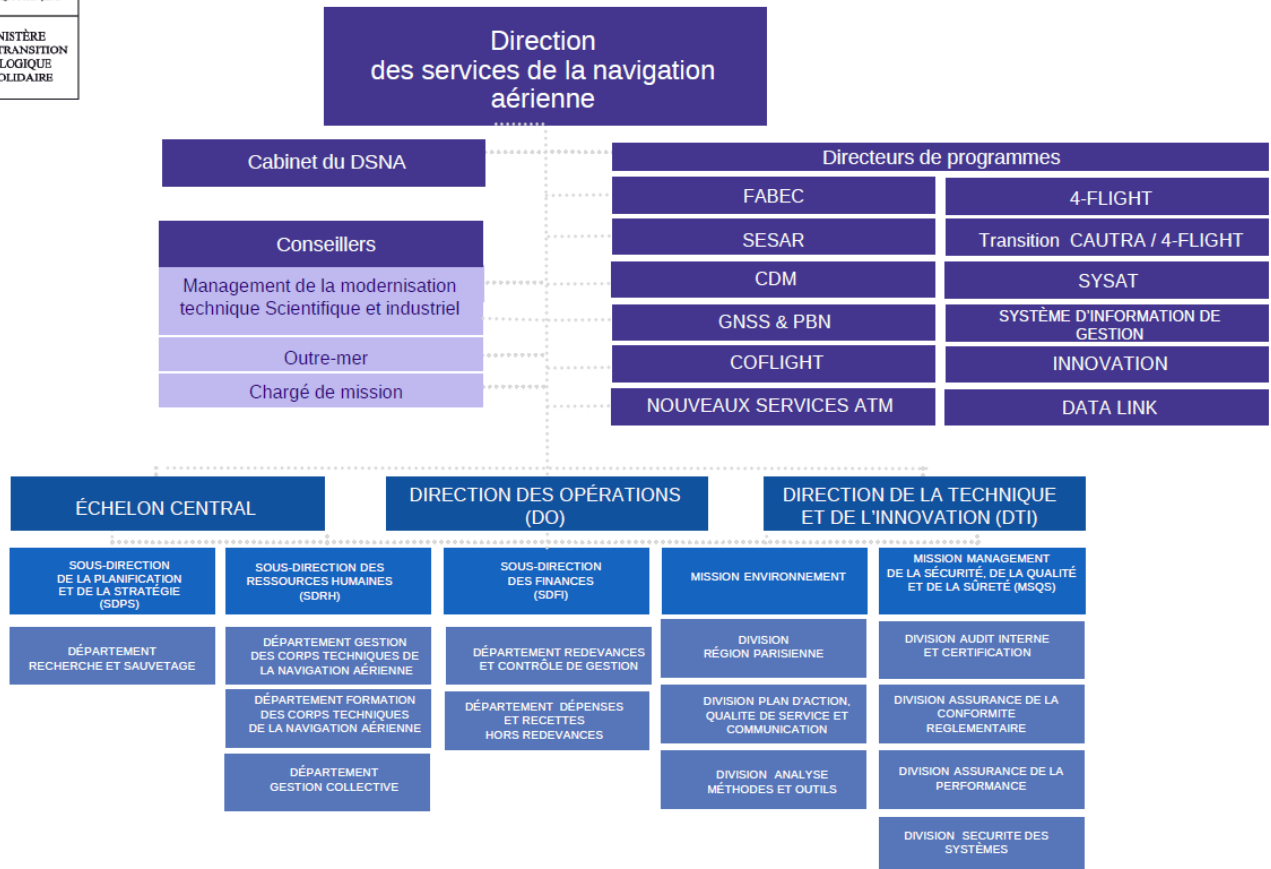 TRANSITION
Direction
des services de la navigation
aérienne
Cabinet du DSNA
Directeurs de programmes
FABEC
4-FLIGHT
SESAR
Transition CAUTRA / 4-FLIGHT
CDM
SYSAT
GNSS & PBN
SYSTÈME D'INFORMATION DE
GESTION
COFLIGHT
INNOVATION
NOUVEAUX SERVICES ATM
DATA LINK
Conseillers
Management de la modernisation
technique Scientifique et industriel
Outre-mer
Chargé de mission
ÉCHELON CENTRAL
DIRECTION DES OPÉRATIONS
(DO)
DIRECTION DE LA TECHNIQUE
ET DE L'INNOVATION (DTI)
SOUS-DIRECTION
DE LA PLANIFICATION
ET DE LA STRATÉGIE
(SDPS)
DÉPARTEMENT
RECHERCHE ET SAUVETAGE
SOUS-DIRECTION DES
RESSOURCES HUMAINES
(SDRH)
DÉPARTEMENT GESTION
DES CORPS TECHNIQUES DE
LA NAVIGATION AÉRIENNE
DÉPARTEMENT FORMATION
DES CORPS TECHNIQUES
DE LA NAVIGATION AÉRIENNE
DÉPARTEMENT
GESTION COLLECTIVE
SOUS-DIRECTION
DES FINANCES
(SDFI)
DÉPARTEMENT REDEVANCES
ET CONTRÔLE DE GESTION
DÉPARTEMENT DÉPENSES
ET RECETTES
HORS REDEVANCES
MISSION ENVIRONNEMENT
DIVISION
RÉGION PARISIENNE
DIVISION PLAN D'ACTION,
QUALITE DE SERVICE ET
COMMUNICATION
DIVISION ANALYSE
MÉTHODES ET OUTILS
MISSION MANAGEMENT
DE LA SÉCURITÉ, DE LA QUALITÉ
ET DE LA SÛRETÉ (MSQS)
DIVISION AUDIT INTERNE
ET CERTIFICATION
DIVISION ASSURANCE DE LA
CONFORMITE
REGLEMENTAIRE
DIVISION ASSURANCE DE LA
PERFORMANCE
DIVISION SECURITE DES
SYSTÈMES